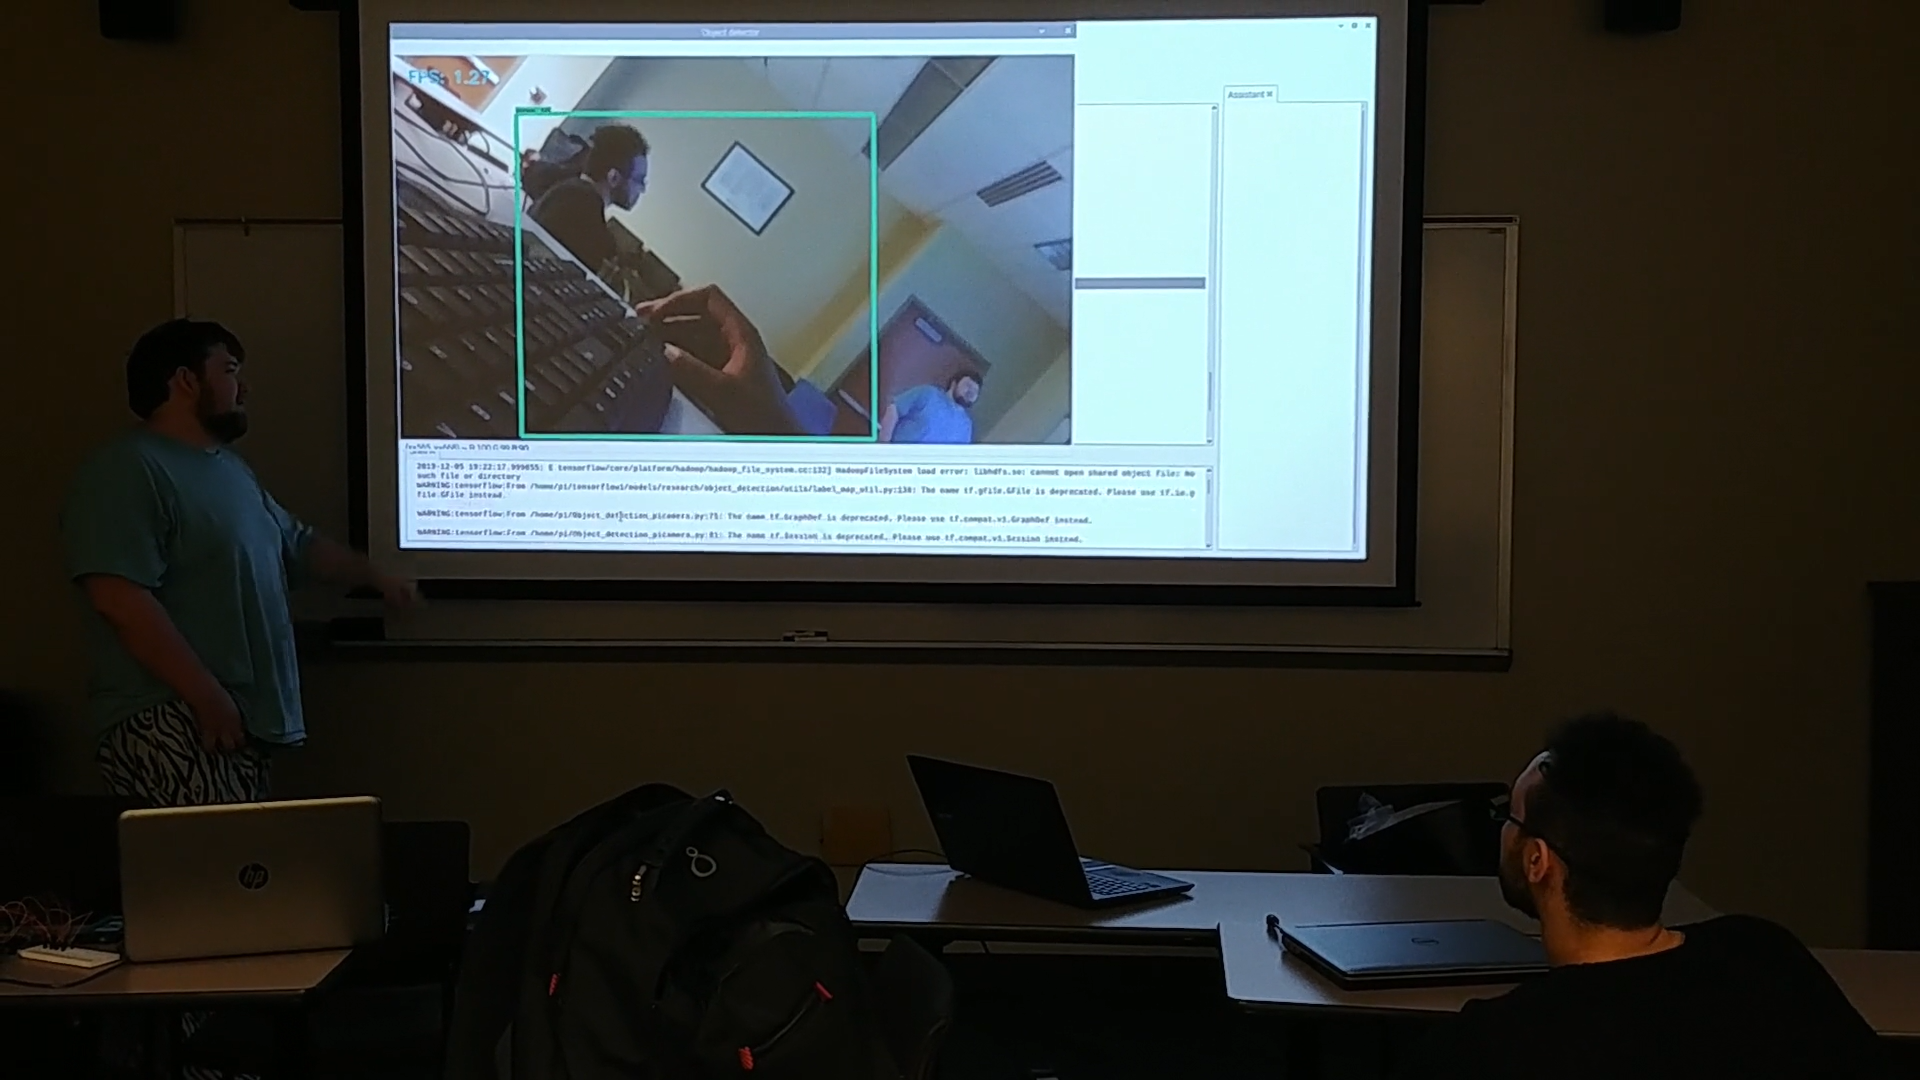 Object detector
FPS: 1.27
Assistant
2019-12-05 19:22:17.999855: E tensorflow/core/platform/hadoop/hadoop_file_system.cc:132] HadoopFileSystem load error: libhdfs.so: cannot open shared object file: No
such file or directory
WARNING:tensorflow:From /home/pi/tensorflow1/models/research/object_detection/utils/label_map_util.py:138: The name tf.gfile.GFile is deprecated. Please use tf.io.g
file.GFile instead.
WARNING:tensorflow:From /home/pi/Object_detection_picamera.py:75: The name tf.GraphDef is deprecated. Please use tf.compat.v1.GraphDef instead.
WARNING:tensorflow:From /home/pi/Object_detection_picamera.py:81: The name tf.Session is deprecated. Please use tf.compat.v1.Session instead.
hp